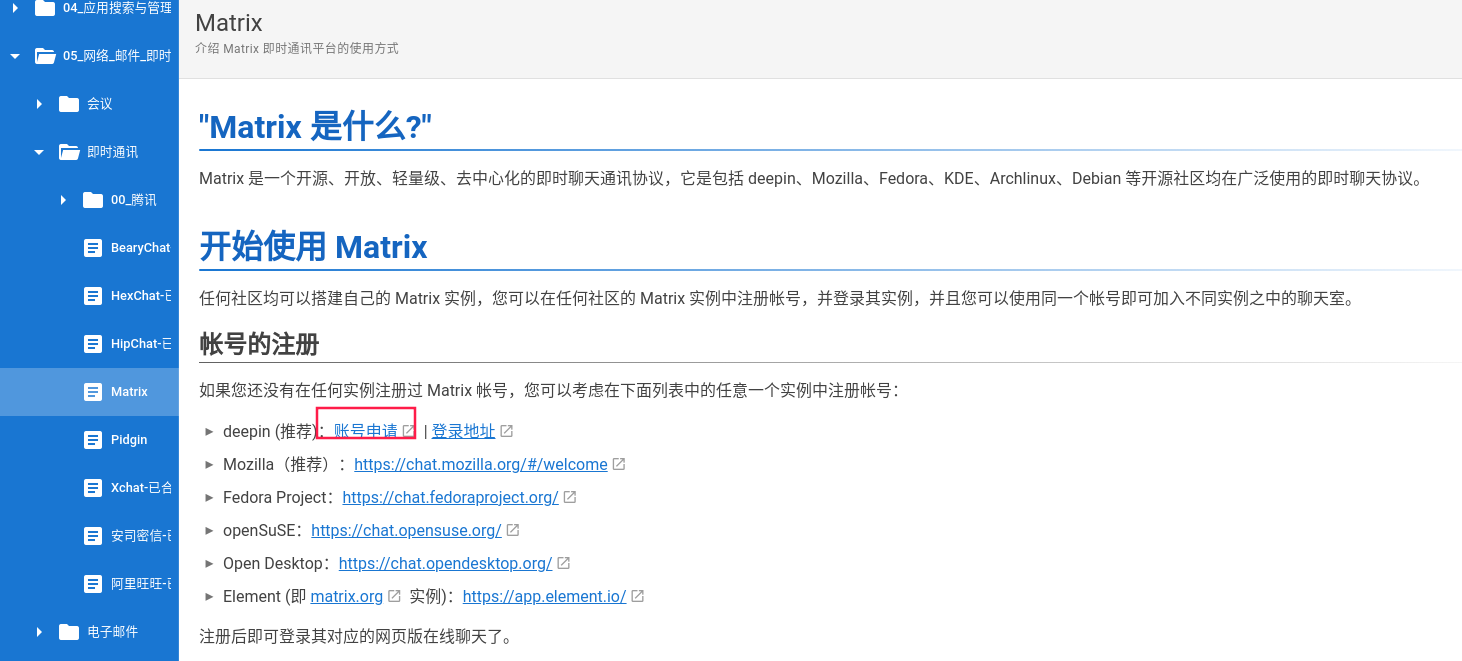 04_应用搜索与管理
05_网络_邮件_即时
会议
即时通讯
00_腾讯
BearyChat
HexChat-已
HipChat-已
Matrix
Pidgin
Xchat-已合
安司密信-已
阿里旺旺-已
电子邮件
Matrix
介绍 Matrix 即时通讯平台的使用方式
"Matrix 是什么?"
Matrix 是一个开源、开放、轻量级、去中心化的即时聊天通讯协议，它是包括 deepin、Mozilla、Fedora、KDE、Archlinux、Debian 等开源社区均在广泛使用的即时聊天协议。
开始使用 Matrix
任何社区均可以搭建自己的 Matrix 实例，您可以在任何社区的 Matrix 实例中注册帐号，并登录其实例，并且您可以使用同一个帐号即可加入不同实例之中的聊天室。
帐号的注册
如果您还没有在任何实例注册过 Matrix 帐号，您可以考虑在下面列表中的任意一个实例中注册帐号：
deepin (推荐)：账号申请 | 登录地址
Mozilla（推荐）：https://chat.mozilla.org/#/welcome
Fedora Project：https://chat.fedoraproject.org/
openSuSE：https://chat.opensuse.org/
Open Desktop：https://chat.opendesktop.org/
Element (即 matrix.org 实例)：https://app.element.io/
注册后即可登录其对应的网页版在线聊天了。